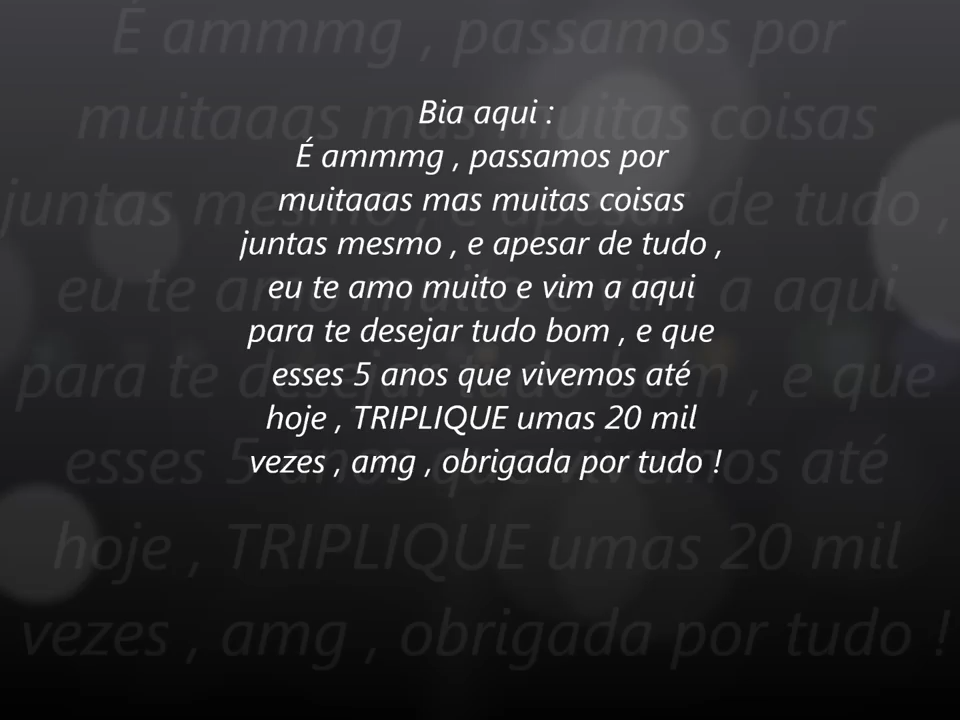 Bia aqui :
É ammmg , passamos por
muitaaas mas muitas coisas
juntas mesmo , e apesar de tudo ,
eu te amo muito e vim a aqui
para te desejar tudo bom , e que
esses 5 anos que vivemos até
hoje , TRIPLIQUE umas 20 mil
vezes , amg , obrigada por tudo !